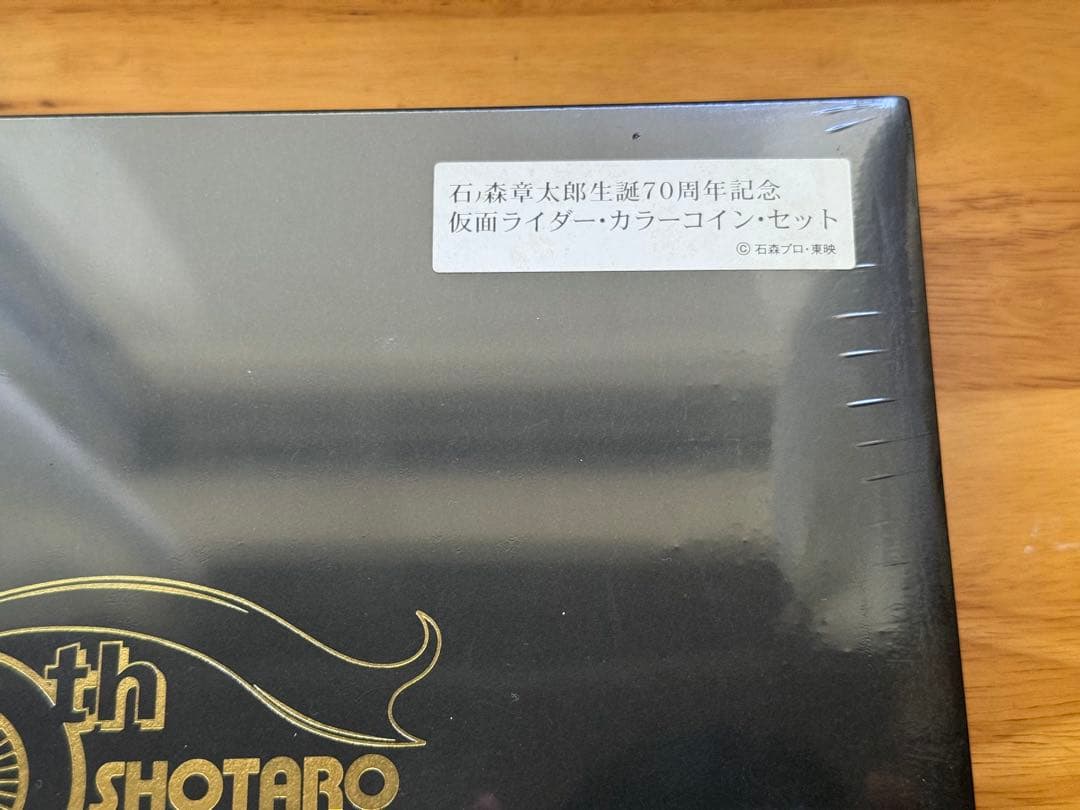 石ノ森章太郎生誕70周年記念
仮面ライダー・カラーコイン・セット
© 石森プロ・東映
th
SHOTARO